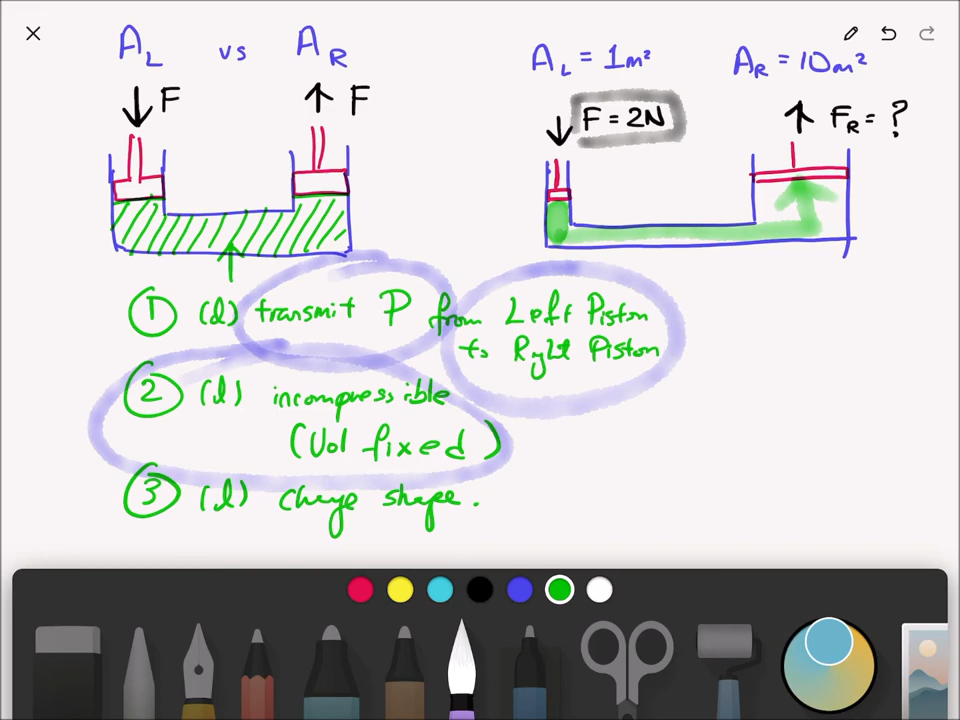 A_L vs A_R
F F
A_L = 1m² A_R = 10m²
F = 2N F_R = ?
① (l) transmit P from Left Piston
to Right Piston
② (l) incompressible
(Vol fixed)
③ (l) change shape.